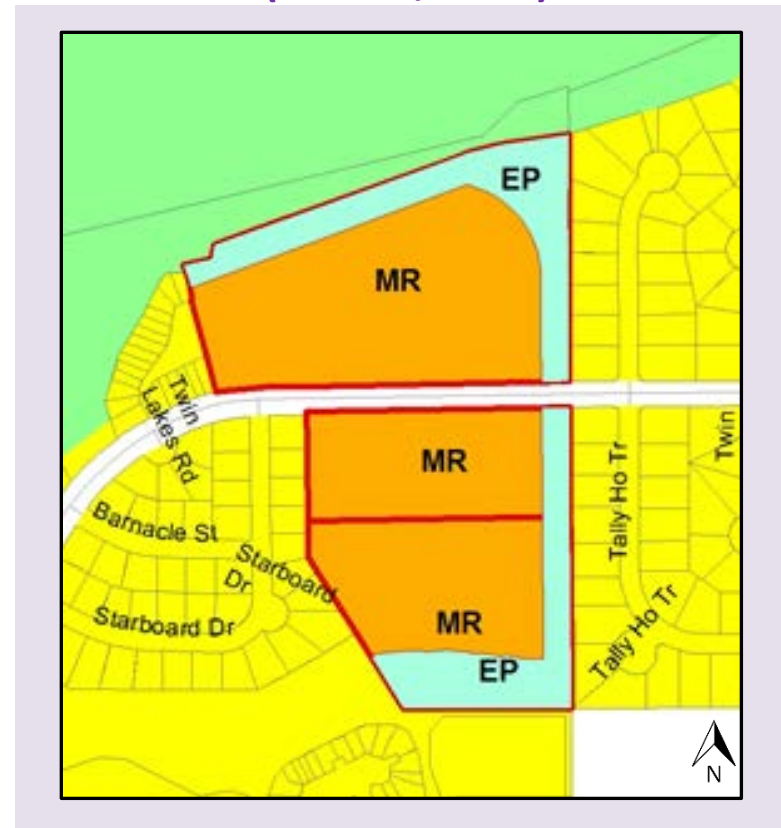 EP
MR
Twin
Lakes Rd
MR
Twin
Tally Ho Tr
Barnacle St
Starboard
Dr
Starboard Dr
MR
Tally Ho Tr
EP
N